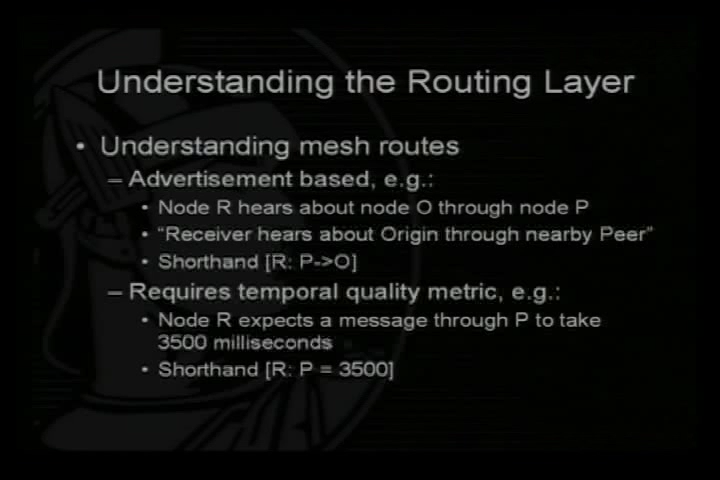 Understanding the Routing Layer
• Understanding mesh routes
– Advertisement based, e.g.:
• Node R hears about node O through node P
• “Receiver hears about Origin through nearby Peer”
• Shorthand [R: P->O]
– Requires temporal quality metric, e.g.:
• Node R expects a message through P to take
3500 milliseconds
• Shorthand [R: P = 3500]